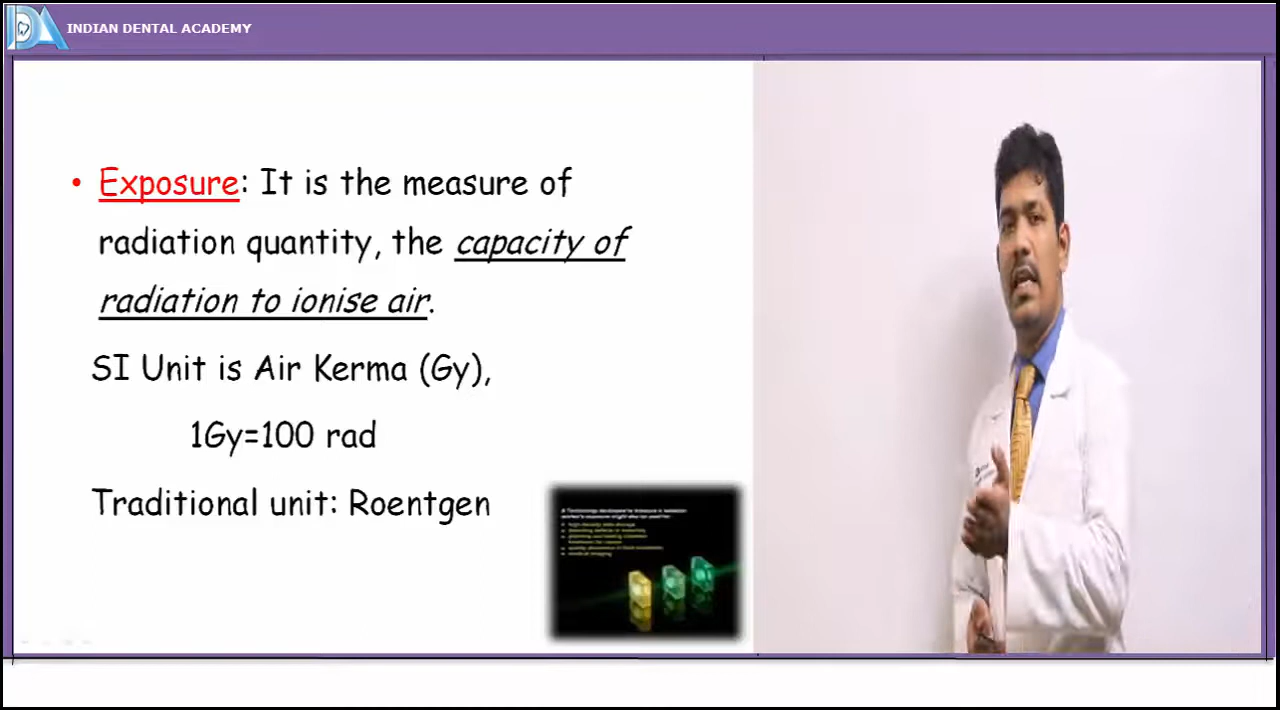 INDIAN DENTAL ACADEMY
• Exposure: It is the measure of
radiation quantity, the capacity of
radiation to ionise air.
SI Unit is Air Kerma (Gy),
1Gy=100 rad
Traditional unit: Roentgen